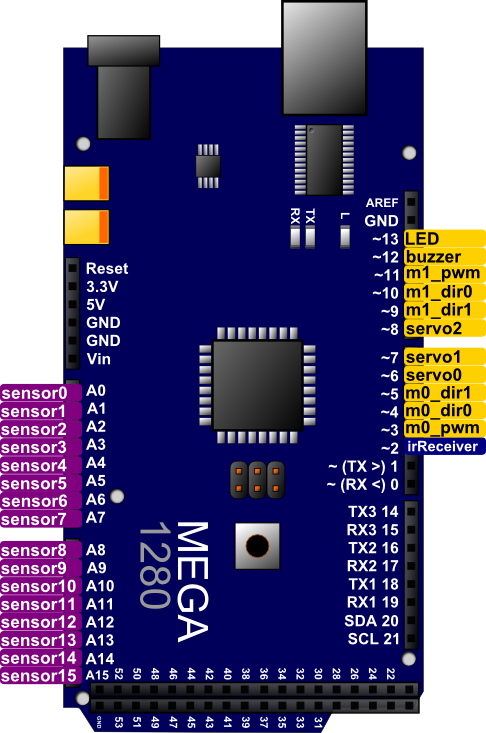 RX TX L
AREF
GND
~13 LED
~12 buzzer
~11 m1_pwm
~10 m1_dir0
~9 m1_dir1
~8 servo2
~7 servo1
~6 servo0
~5 m0_dir1
~4 m0_dir0
~3 m0_pwm
~2 irReceiver
~ (TX >) 1
~ (RX <) 0
TX3 14
RX3 15
TX2 16
RX2 17
TX1 18
RX1 19
SDA 20
SCL 21
Reset
3.3V
5V
GND
GND
Vin
sensor0 A0
sensor1 A1
sensor2 A2
sensor3 A3
sensor4 A4
sensor5 A5
sensor6 A6
sensor7 A7
sensor8 A8
sensor9 A9
sensor10 A10
sensor11 A11
sensor12 A12
sensor13 A13
sensor14 A14
sensor15 A15
MEGA
1280
52 50 48 46 44 42 40 38 36 34 32 30 28 26 24 22
GND 53 51 49 47 45 43 41 39 37 35 33 31